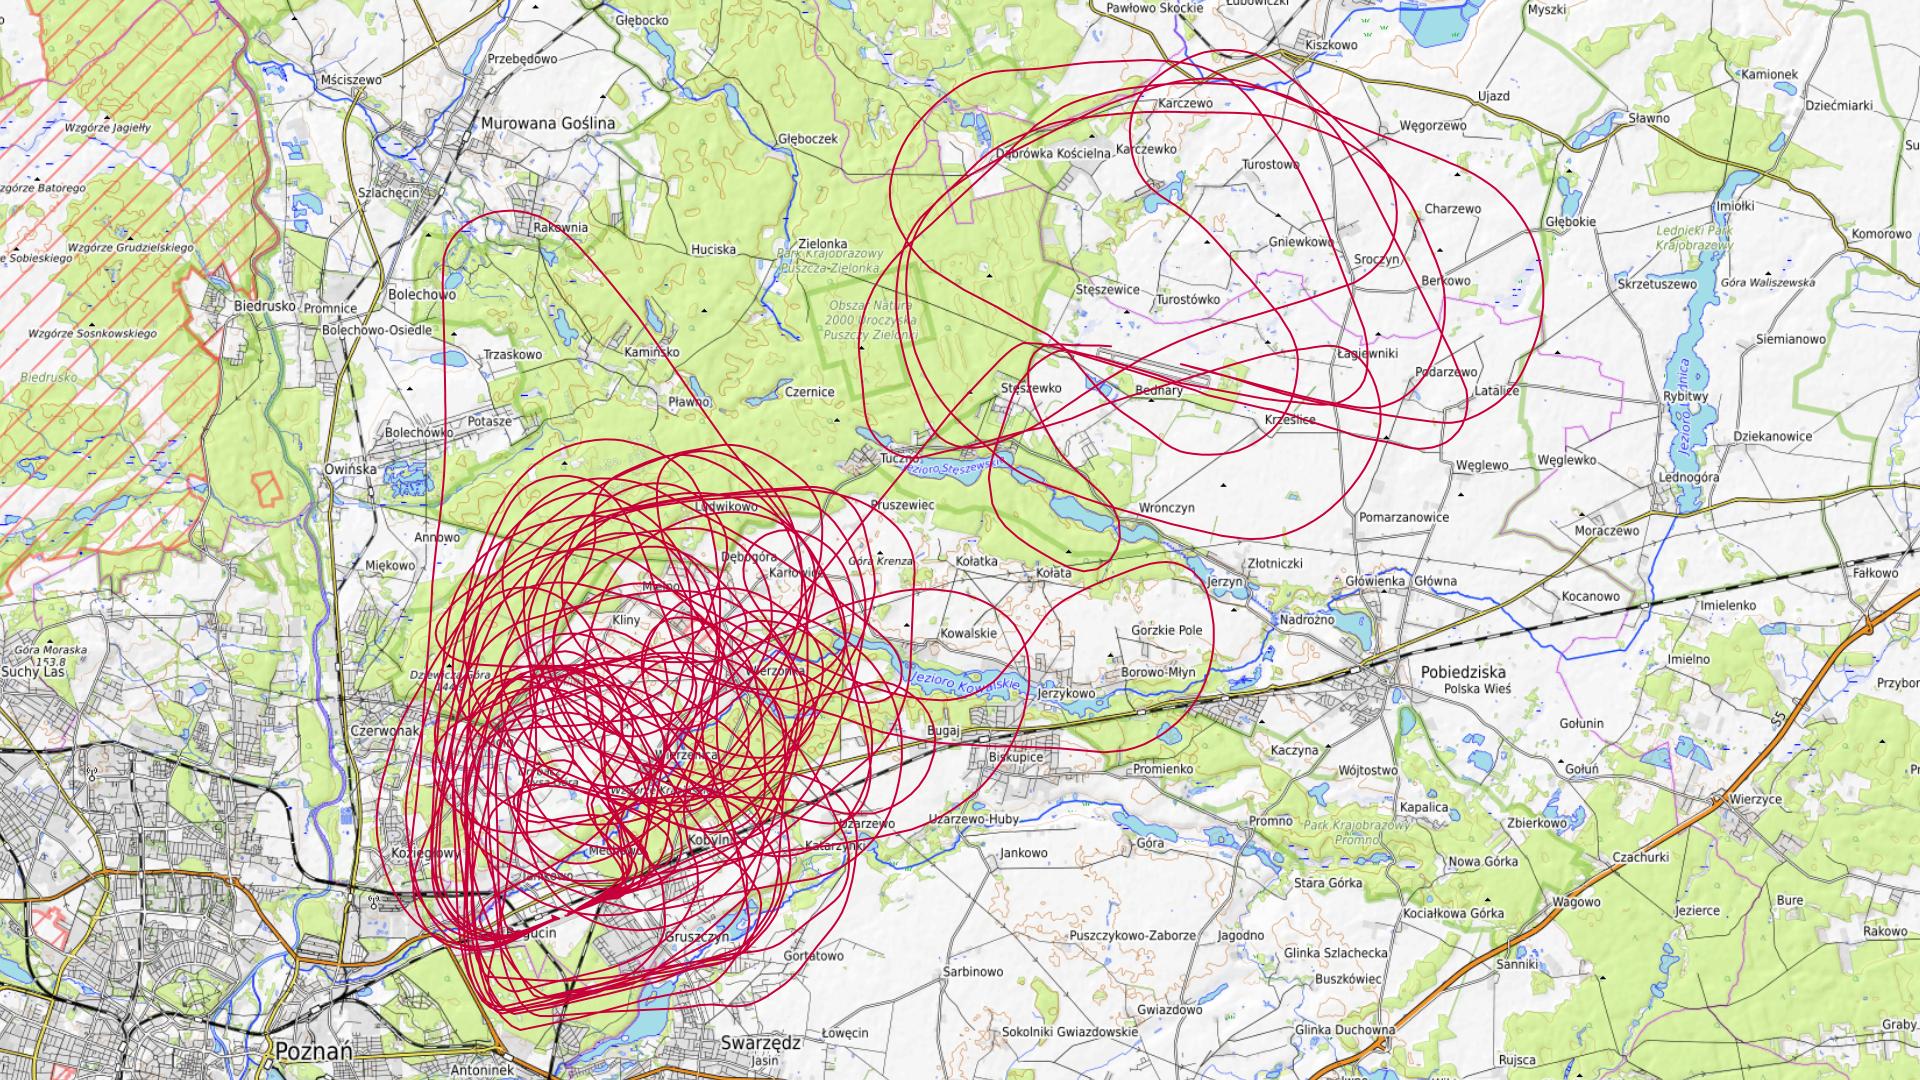 Głębocko
Pawłowo Skockie
Łubowiczki
Myszki
Kiszkowo
Przebędowo
Mściszewo
Kamionek
Ujazd
Dziećmiarki
Karczewo
Sławno
Węgorzewo
Wzgórze Jagiełły
Murowana Goślina
Głęboczek
Dąbrówka Kościelna
Karczewko
Turostowo
zgórze Batorego
Szlachęcin
Charzewo
Imiołki
Głębokie
Rakownia
Komorowo
Lednicki Park
Krajobrazowy
Wzgórze Grudzielskiego
Huciska
Zielonka
Gniewkowo
e Sobieskiego
Park Krajobrazowy
Puszcza Zielonka
Sroczyn
Berkowo
Skrzetuszewo
Góra Waliszewska
Bolechowo
Stęszewice
Turostówko
Biedrusko
Promnice
Obszar Natura
2000 Uroczyska
Puszczy Zielonki
Wzgórze Sosnkowskiego
Bolechowo-Osiedle
Siemianowo
Trzaskowo
Kamińsko
Łagiewniki
Biedrusko
Podarzewo
Stęszewko
Bednary
Latalice
Czernice
Pławno
Rybitwy
Jezioro Lednica
Potasze
Krześlice
Bolechówko
Dziekanowice
Owińska
Tuczno
Jezioro Stęszewskie
Węglewo
Węglewko
Lednogóra
Ludwikowo
Pruszewiec
Wronczyn
Pomarzanowice
Moraczewo
Annowo
Dębogóra
Góra Krenza
Kołatka
Kołata
Złotniczki
Miękowo
Karłowice
Jerzyn
Główienka
Główna
Fałkowo
Mielno
Kocanowo
Imielenko
Kliny
Kowalskie
Gorzkie Pole
Nadrożno
Góra Moraska
153.8
Suchy Las
Wierzonka
Borowo-Młyn
Pobiedziska
Imielno
Dziewicza Góra
Jezioro Kowalskie
Jerzykowo
Polska Wieś
Przybor
Czerwonak
Bugaj
Gołunin
S5
Wierzenica
Biskupice
Kaczyna
Promienko
Wójtostwo
Gołuń
Kapalica
Wierzyce
Uzarzewo
Uzarzewo-Huby
Promno
Park Krajobrazowy
Promno
Zbierkowo
Kobylnica
Katarzynki
Góra
Koziegłowy
Jankowo
Nowa Górka
Czachurki
Janikowo
Stara Górka
Wagowo
Bure
Kociałkowa Górka
Jezierce
Bogucin
Gruszczyn
Puszczykowo-Zaborze
Jagodno
Rakowo
Gortatowo
Glinka Szlachecka
Sarbinowo
Buszkówiec
Sanniki
Gwiazdowo
Łowęcin
Sokolniki Gwiazdowskie
Glinka Duchowna
Graby
Swarzędz
Poznań
Jasin
Rujsca
Antoninek